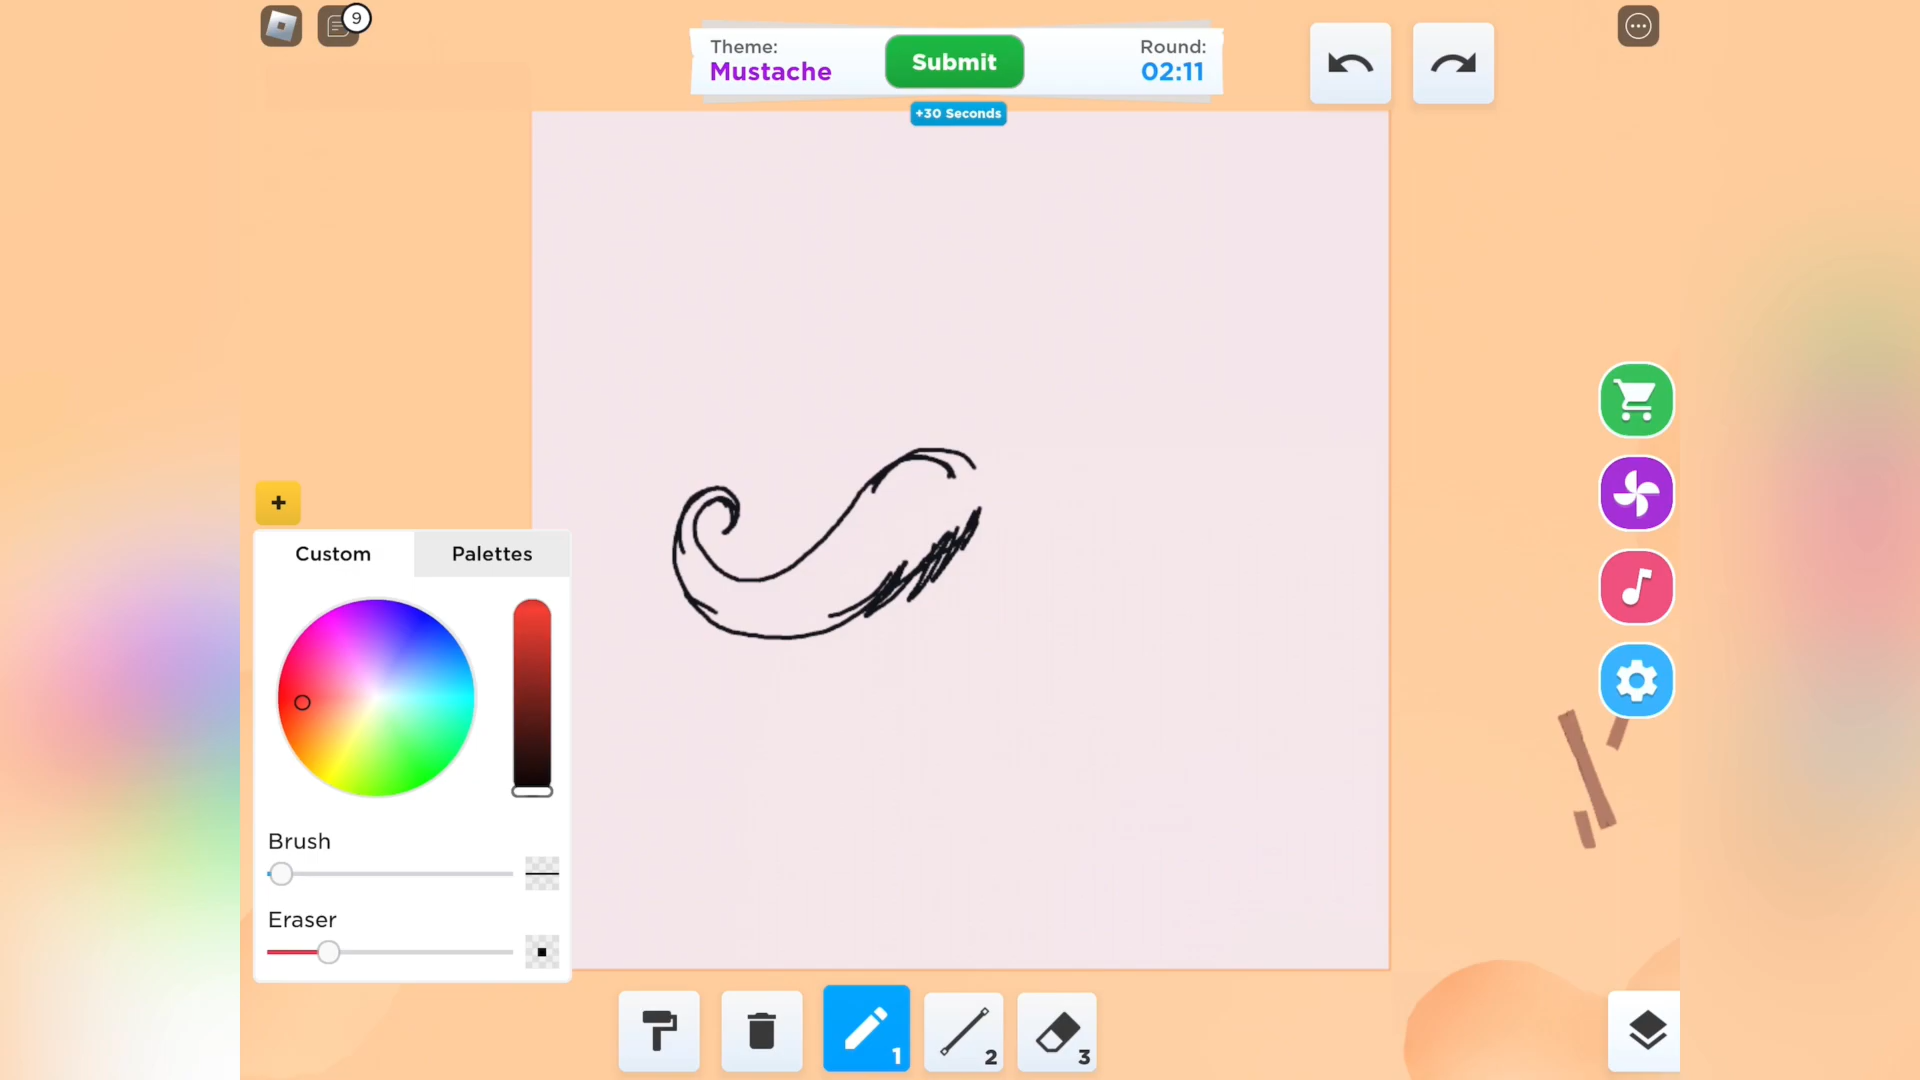 9
Theme:
Mustache
Submit
Round:
02:11
+30 Seconds
+
Custom
Palettes
Brush
Eraser
1
2
3